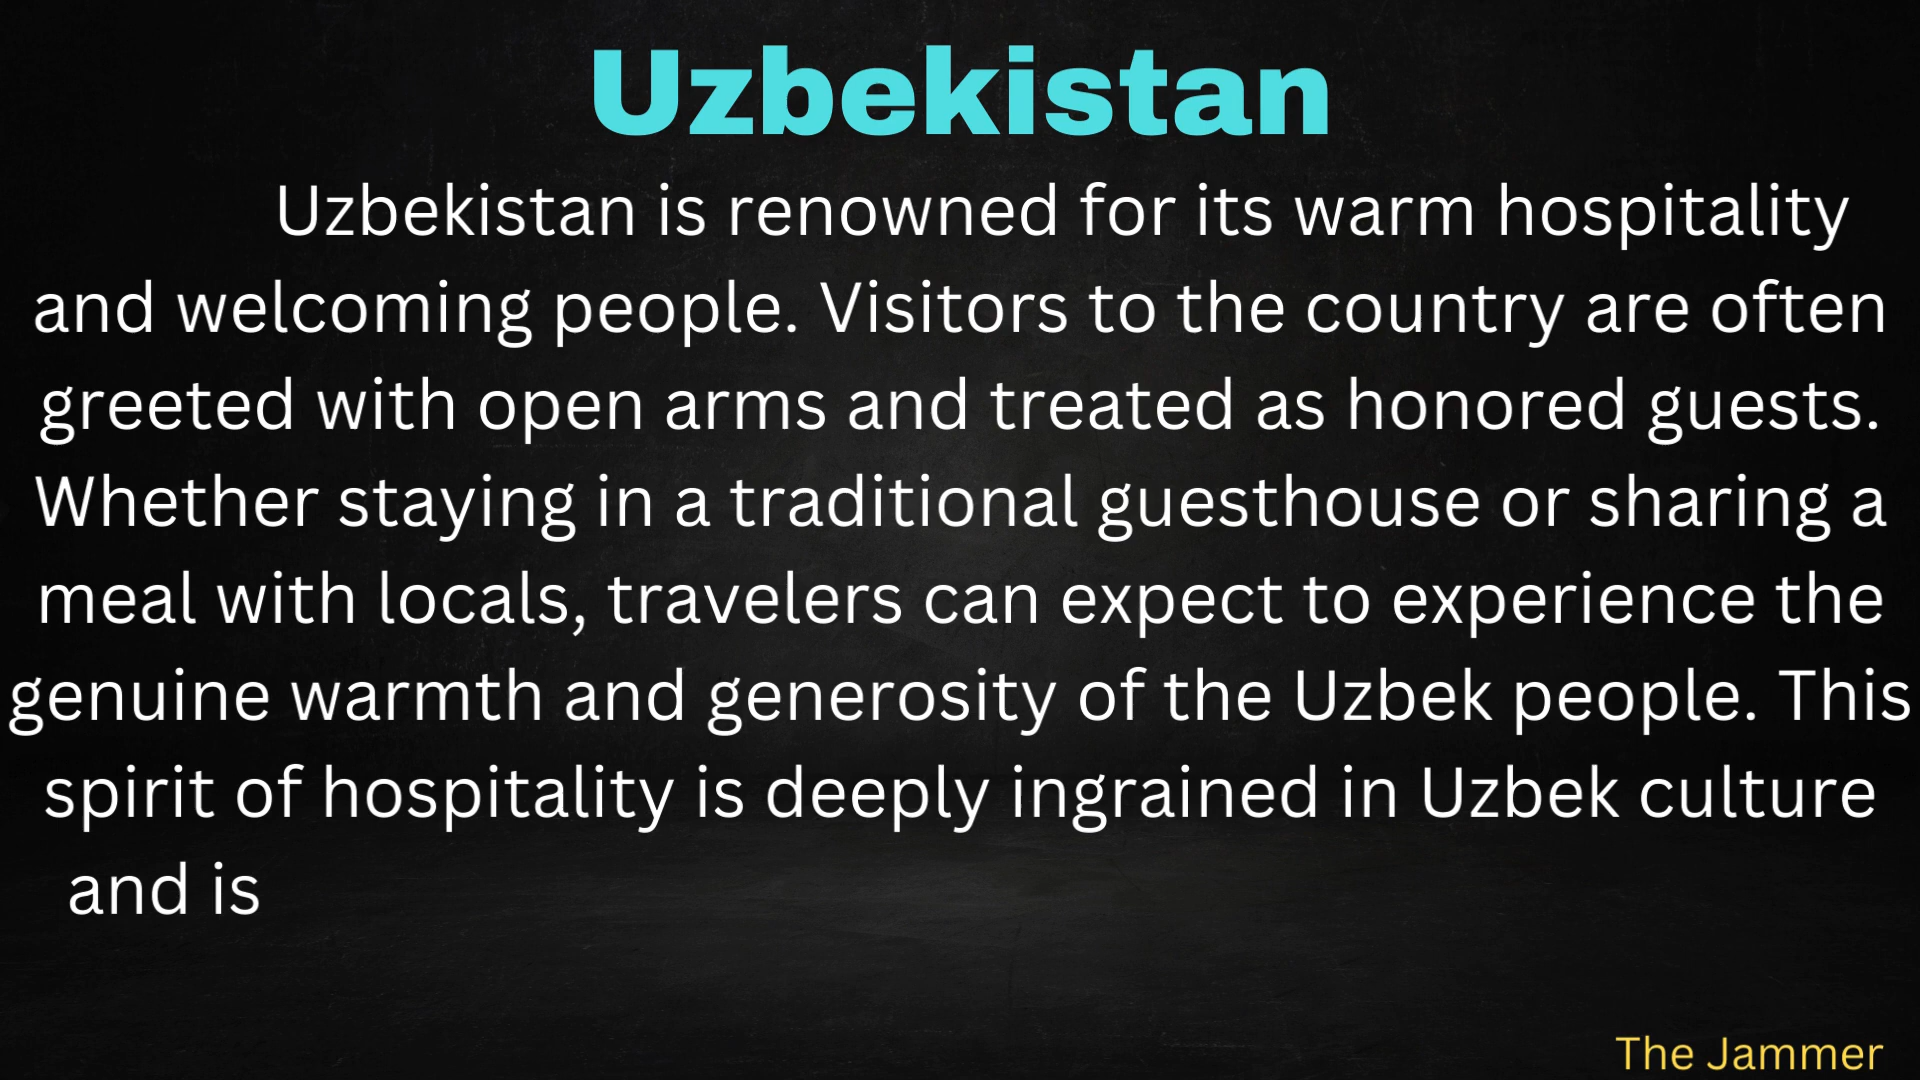 Uzbekistan
Uzbekistan is renowned for its warm hospitality
and welcoming people. Visitors to the country are often
greeted with open arms and treated as honored guests.
Whether staying in a traditional guesthouse or sharing a
meal with locals, travelers can expect to experience the
genuine warmth and generosity of the Uzbek people. This
spirit of hospitality is deeply ingrained in Uzbek culture
and is
The Jammer